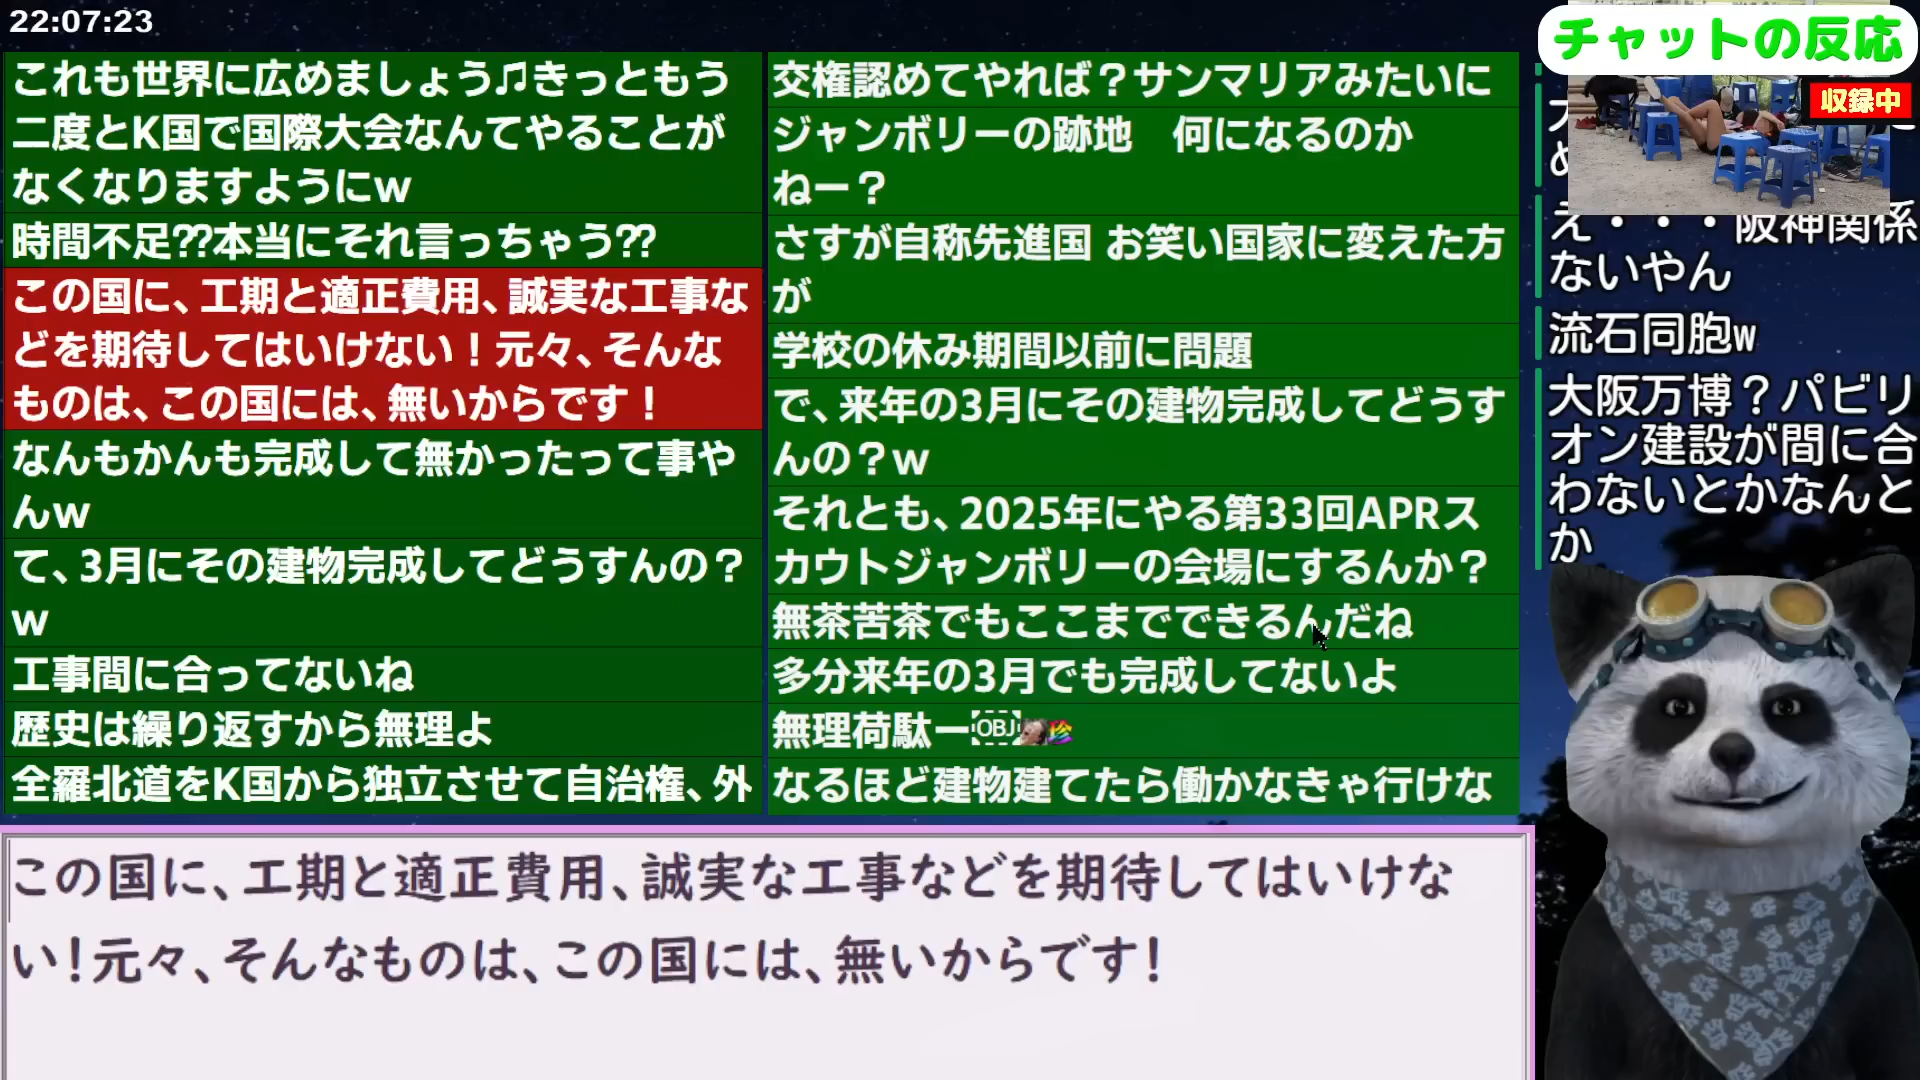 22:07:23
これも世界に広めましょう♫きっともう
二度とK国で国際大会なんてやることが
なくなりますようにw
時間不足⁇本当にそれ言っちゃう⁇
この国に、工期と適正費用、誠実な工事な
どを期待してはいけない！元々、そんな
ものは、この国には、無いからです！
なんもかんも完成して無かったって事や
んw
て、3月にその建物完成してどうすんの？
w
工事間に合ってないね
歴史は繰り返すから無理よ
全羅北道をK国から独立させて自治権、外
交権認めてやれば？サンマリアみたいに
ジャンボリーの跡地　何になるのか
ねー？
さすが自称先進国 お笑い国家に変えた方
が
学校の休み期間以前に問題
で、来年の3月にその建物完成してどうす
んの？w
それとも、2025年にやる第33回APRス
カウトジャンボリーの会場にするんか？
無茶苦茶でもここまでできるんだね
多分来年の3月でも完成してないよ
無理荷駄ーOBJ
なるほど建物建てたら働かなきゃ行けな
チャットの反応
収録中
め
え・・・阪神関係
ないやん
流石同胞w
大阪万博？パビリ
オン建設が間に合
わないとかなんと
か
この国に、工期と適正費用、誠実な工事などを期待してはいけな
い！元々、そんなものは、この国には、無いからです！